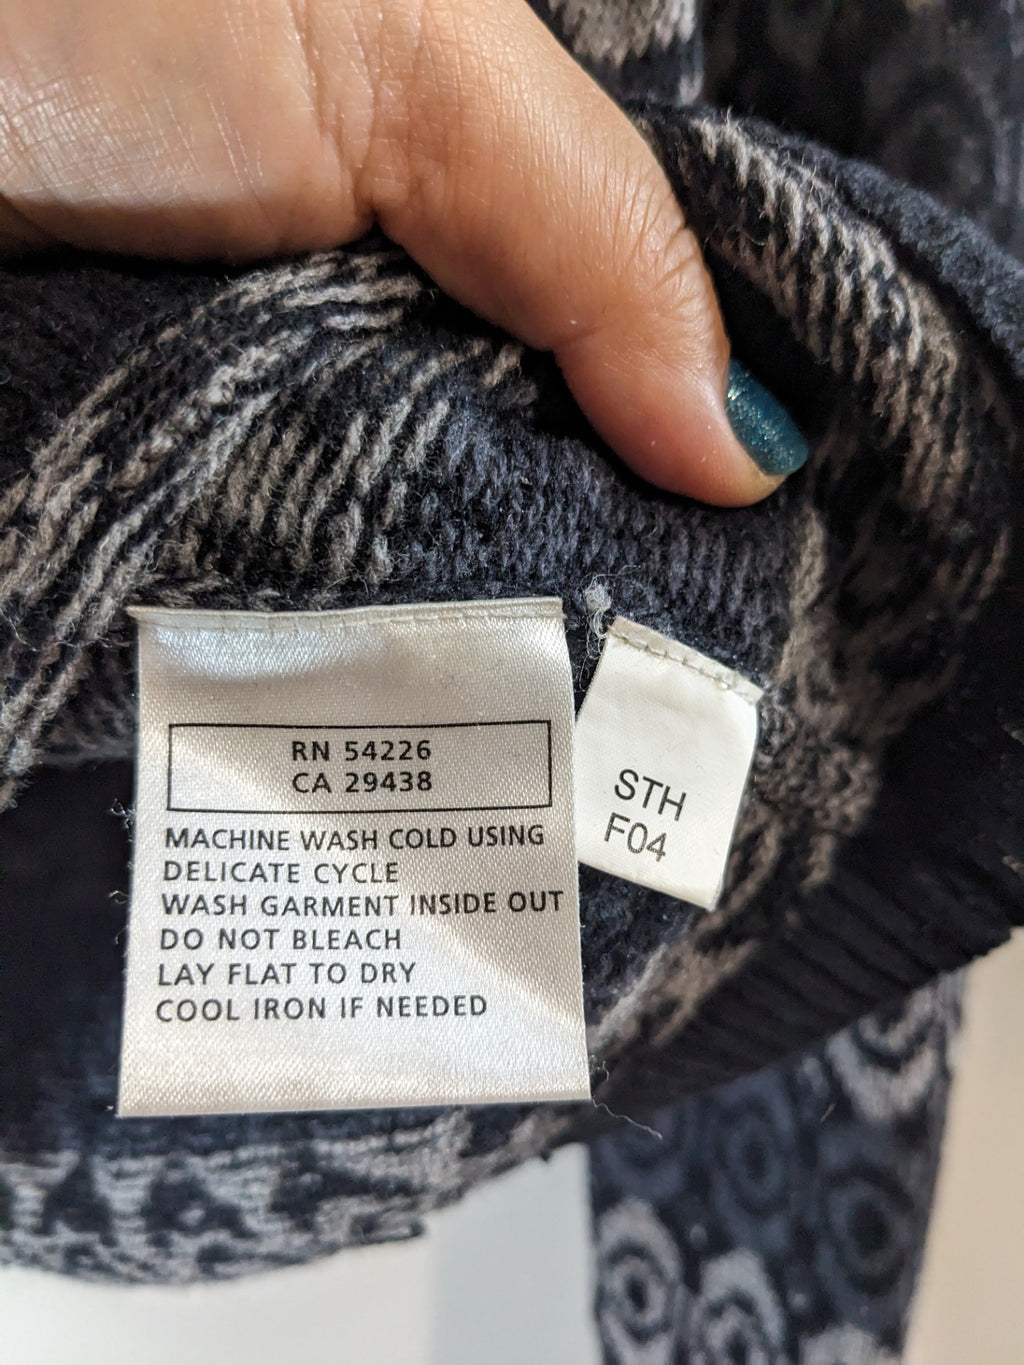 RN 54226
CA 29438
MACHINE WASH COLD USING
DELICATE CYCLE
WASH GARMENT INSIDE OUT
DO NOT BLEACH
LAY FLAT TO DRY
COOL IRON IF NEEDED
STH
F04